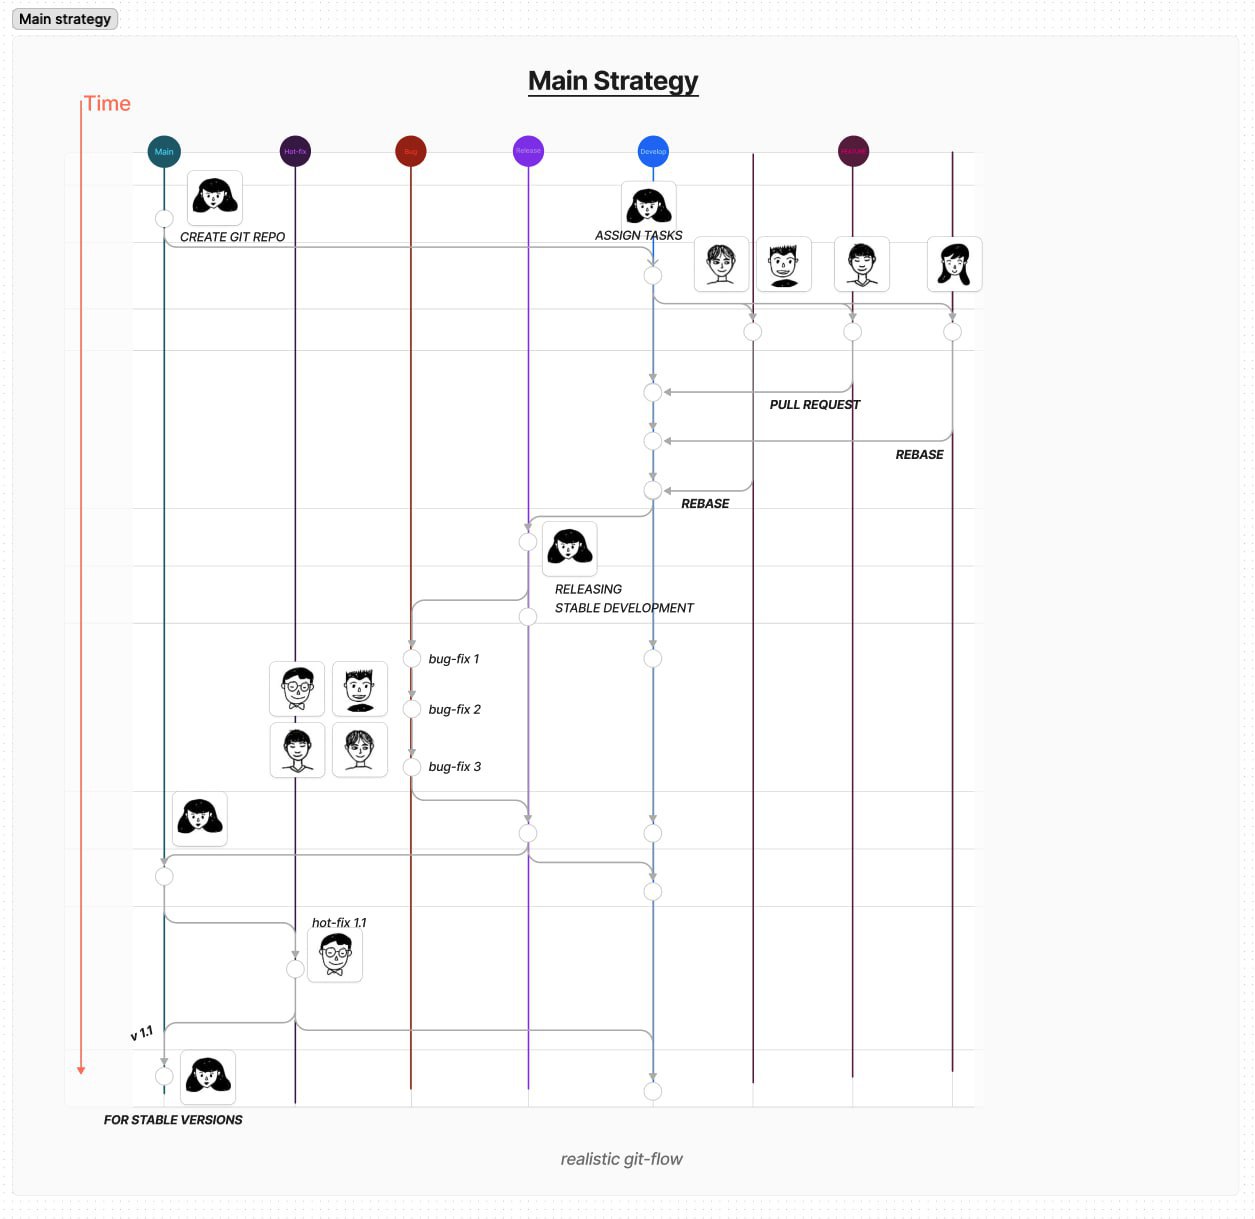 Main strategy
Main Strategy
Time
Main
Hot-fix
Bug
Release
Develop
FEATURE
CREATE GIT REPO
ASSIGN TASKS
PULL REQUEST
REBASE
REBASE
RELEASING
STABLE DEVELOPMENT
bug-fix 1
bug-fix 2
bug-fix 3
hot-fix 1.1
v 1.1
FOR STABLE VERSIONS
realistic git-flow